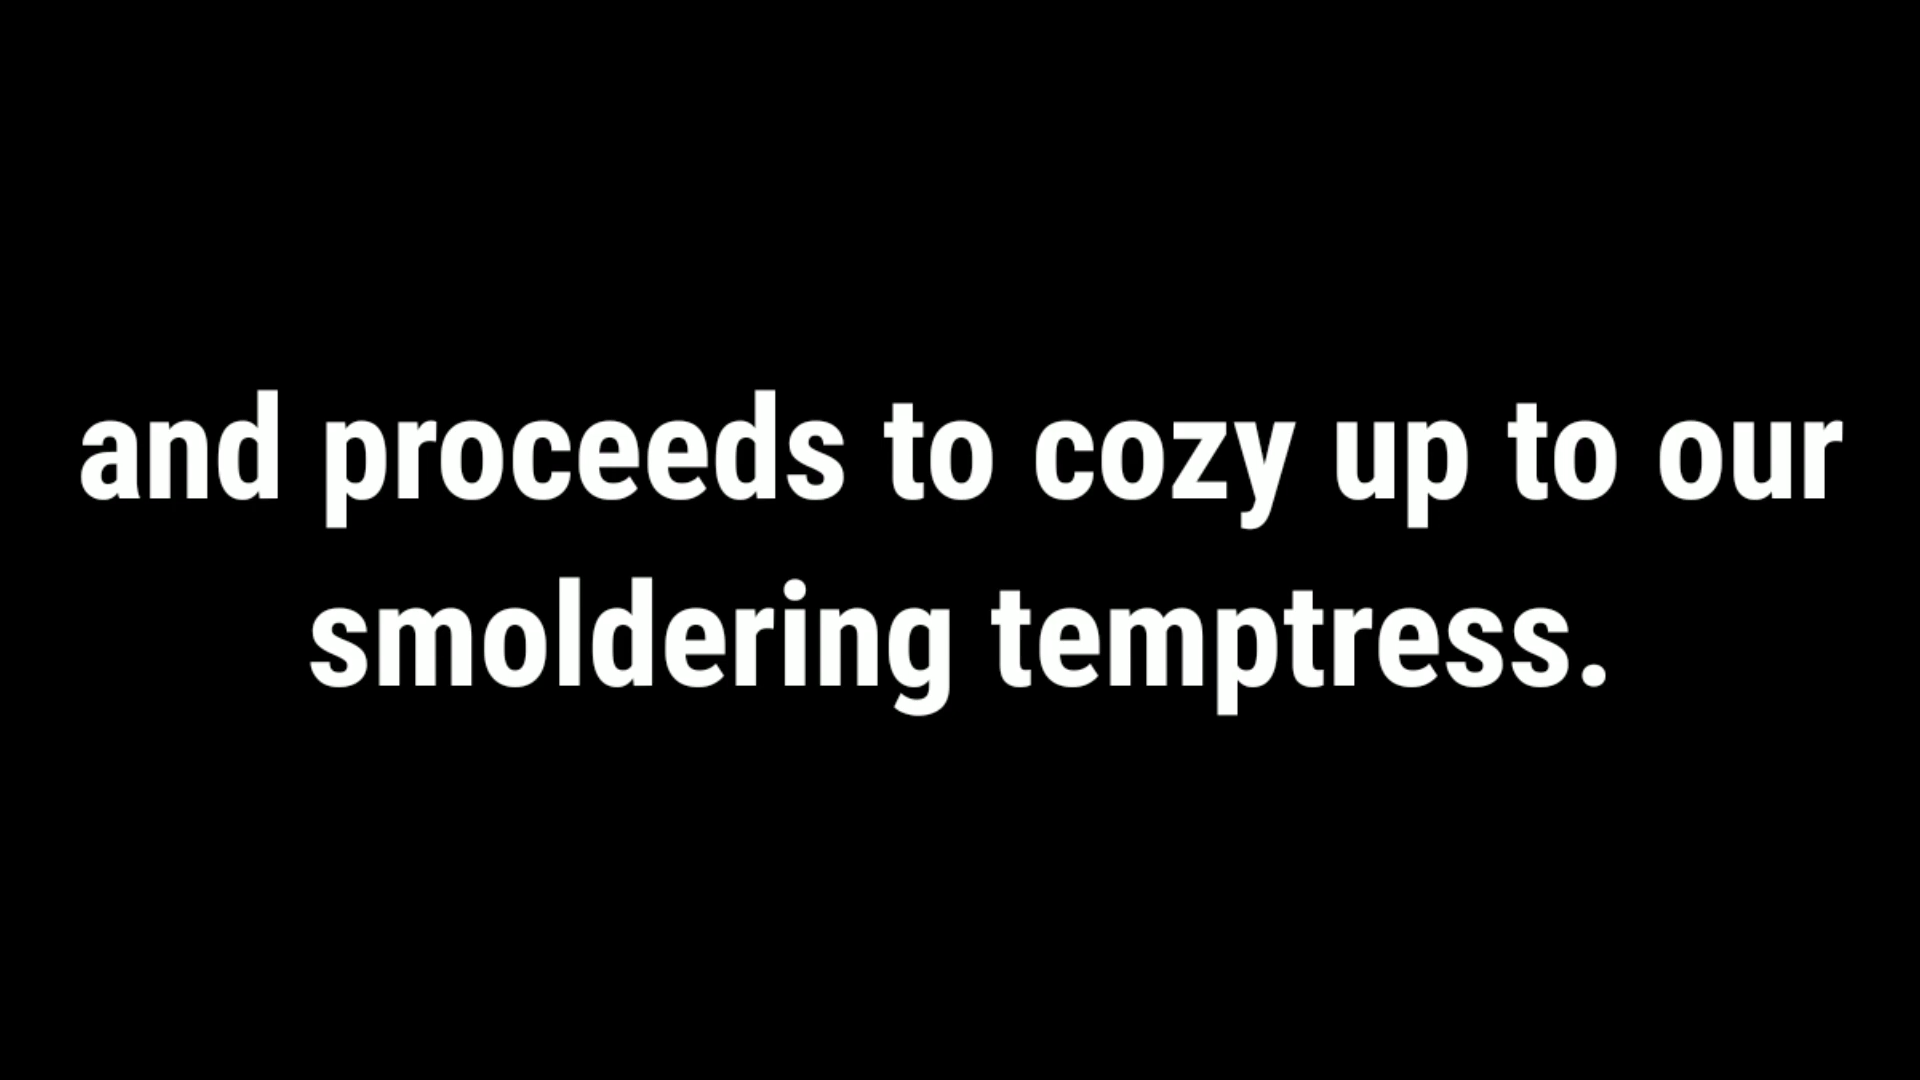 and proceeds to cozy up to our
smoldering temptress.